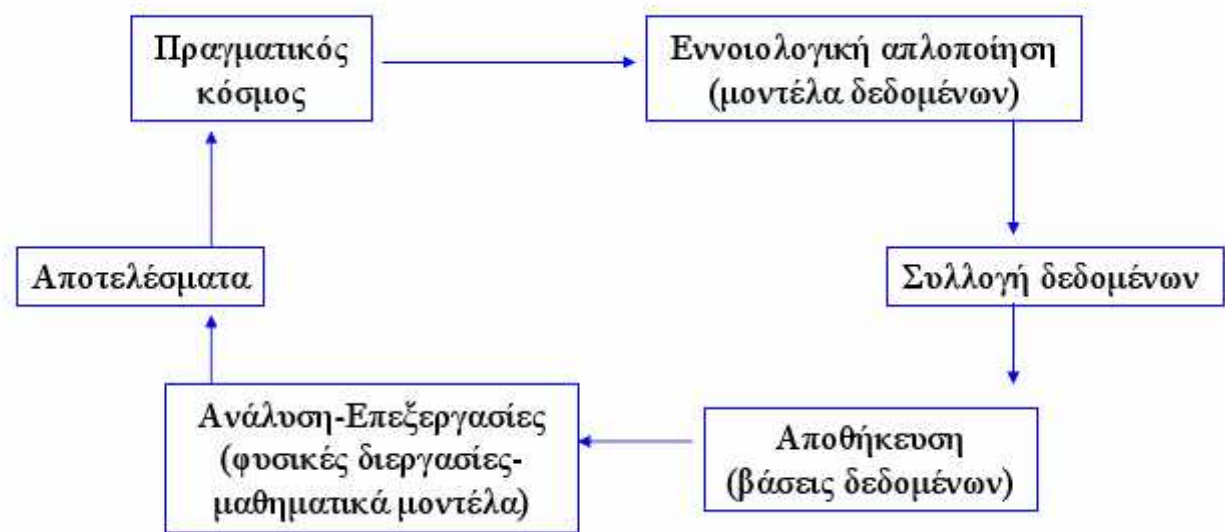 Πραγματικός
κόσμος
Εννοιολογική απλοποίηση
(μοντέλα δεδομένων)
Συλλογή δεδομένων
Αποθήκευση
(βάσεις δεδομένων)
Ανάλυση-Επεξεργασίες
(φυσικές διεργασίες-
μαθηματικά μοντέλα)
Αποτελέσματα